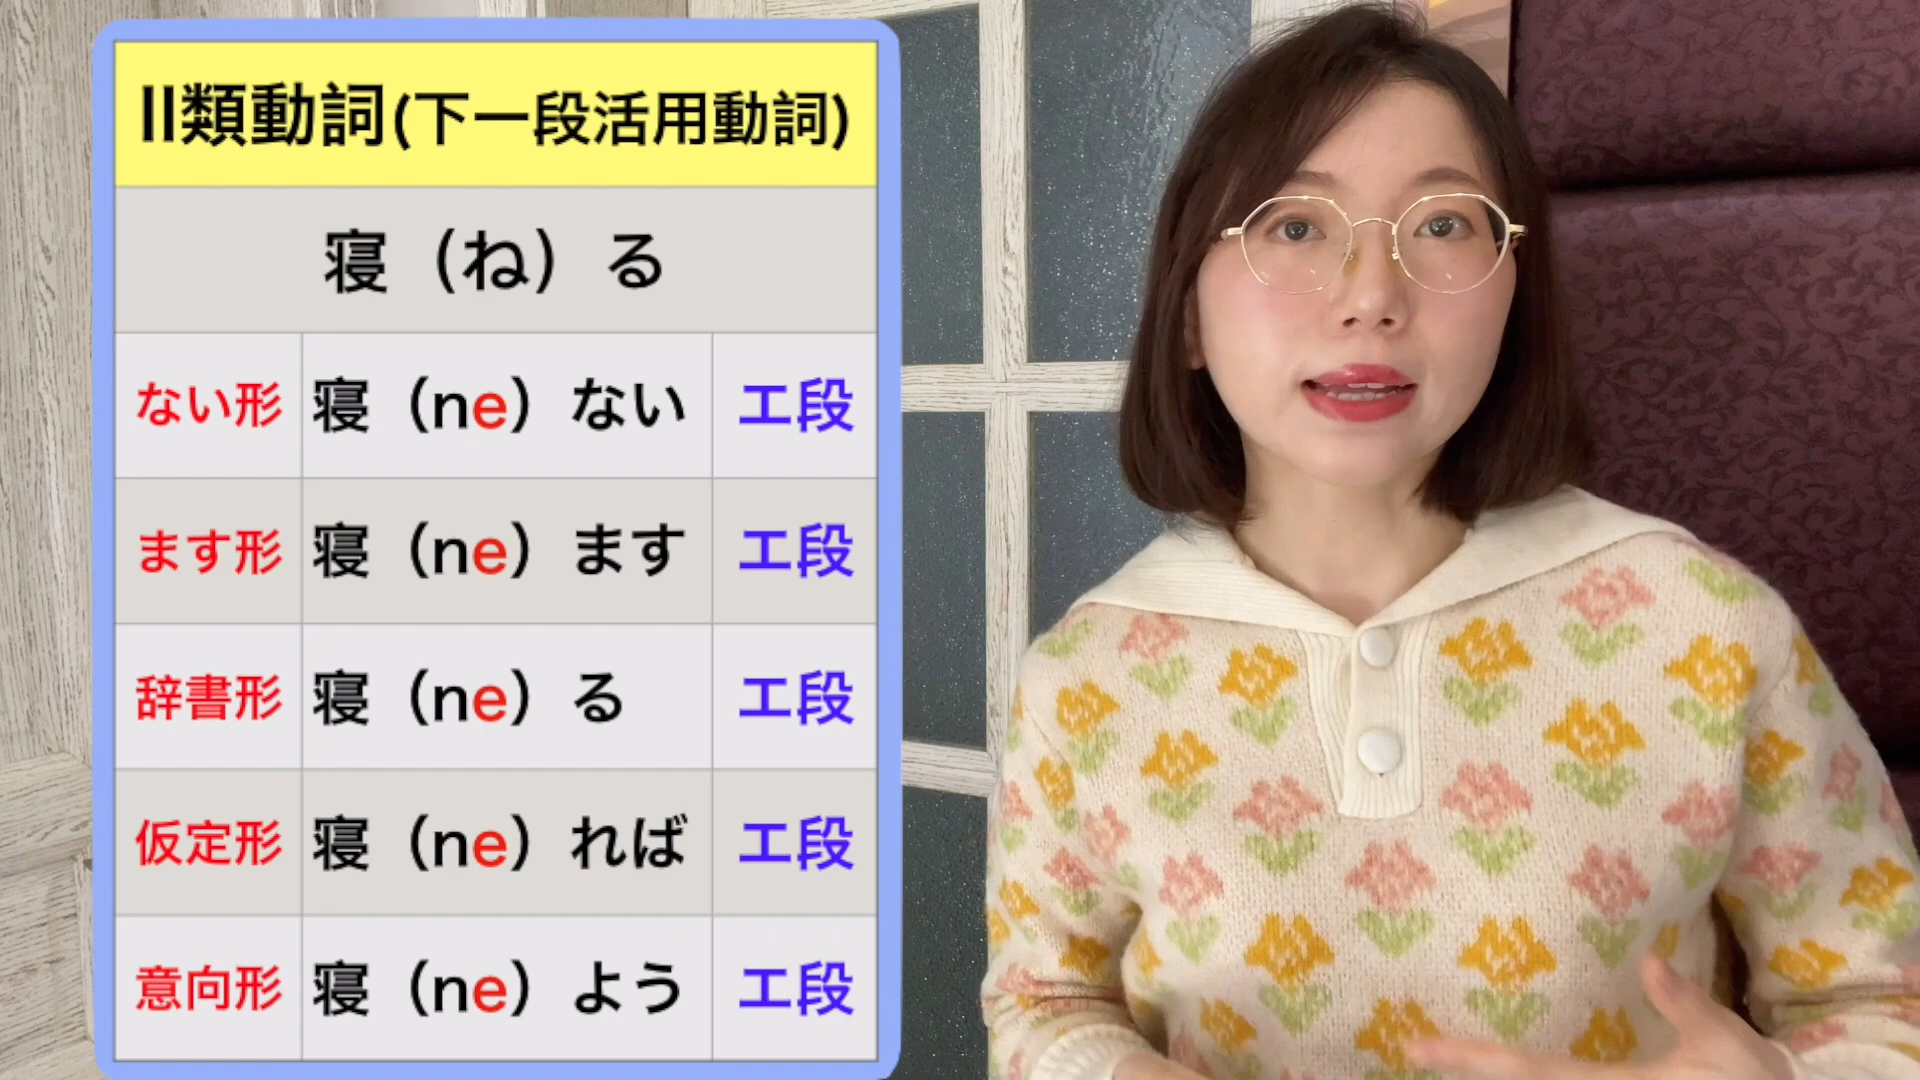 II類動詞(下一段活用動詞)
寝（ね）る
ない形 寝（ne）ない エ段
ます形 寝（ne）ます エ段
辞書形 寝（ne）る エ段
仮定形 寝（ne）れば エ段
意向形 寝（ne）よう エ段